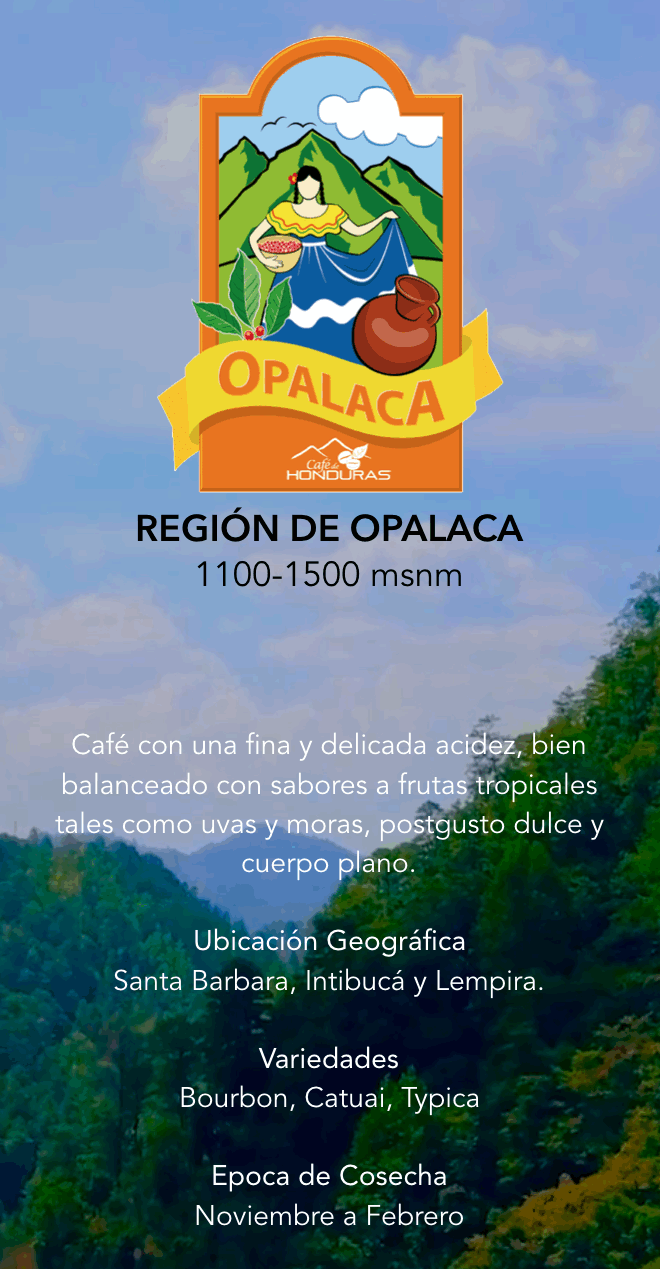 OPALACA
Café de
HONDURAS
REGIÓN DE OPALACA
1100-1500 msnm
Café con una fina y delicada acidez, bien
balanceado con sabores a frutas tropicales
tales como uvas y moras, postgusto dulce y
cuerpo plano.
Ubicación Geográfica
Santa Barbara, Intibucá y Lempira.
Variedades
Bourbon, Catuai, Typica
Epoca de Cosecha
Noviembre a Febrero